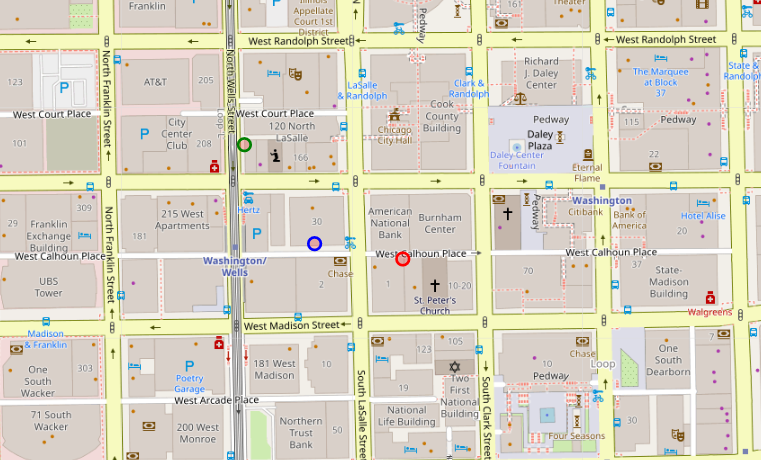 Franklin
Illinois
Appellate
Court 1st
District
Pedway
161
Theater
West Randolph Street
West Randolph Street
123
AT&T
205
North Franklin Street
North Wells Street
LaSalle
& Randolph
Clark &
Randolph
Richard
J. Daley
Center
The Marquee
at Block
37
State &
Randolph
West Court Place
West Court Place
Loop
101
City
Center
Club
208
120 North
LaSalle
166
Chicago
City Hall
Cook
County
Building
Pedway
Daley
Plaza
Daley Center
Fountain
115
Pedway
22
Eternal
Flame
309
Franklin
Exchange
Building
215 West
Apartments
181
Hertz
30
American
National
Bank
Burnham
Center
Pedway
Washington
Citibank
Bank of
America
20
Hotel Alise
North Franklin Street
West Calhoun Place
West Calhoun Place
West Calhoun Place
Washington/
Wells
Chase
UBS
Tower
2
1
10-20
St. Peter's
Church
70
37
State-
Madison
Building
Walgreens
Madison
& Franklin
West Madison Street
One
South
Wacker
303
Poetry
Garage
181 West
Madison
10
123
105
19
Two
First
National
Building
Chase
10
Pedway
Loop
One
South
Dearborn
7
West Arcade Place
71 South
Wacker
200 West
Monroe
Northern
Trust
Bank
50
South LaSalle Street
National
Life Building
South Clark Street
Four Seasons
30